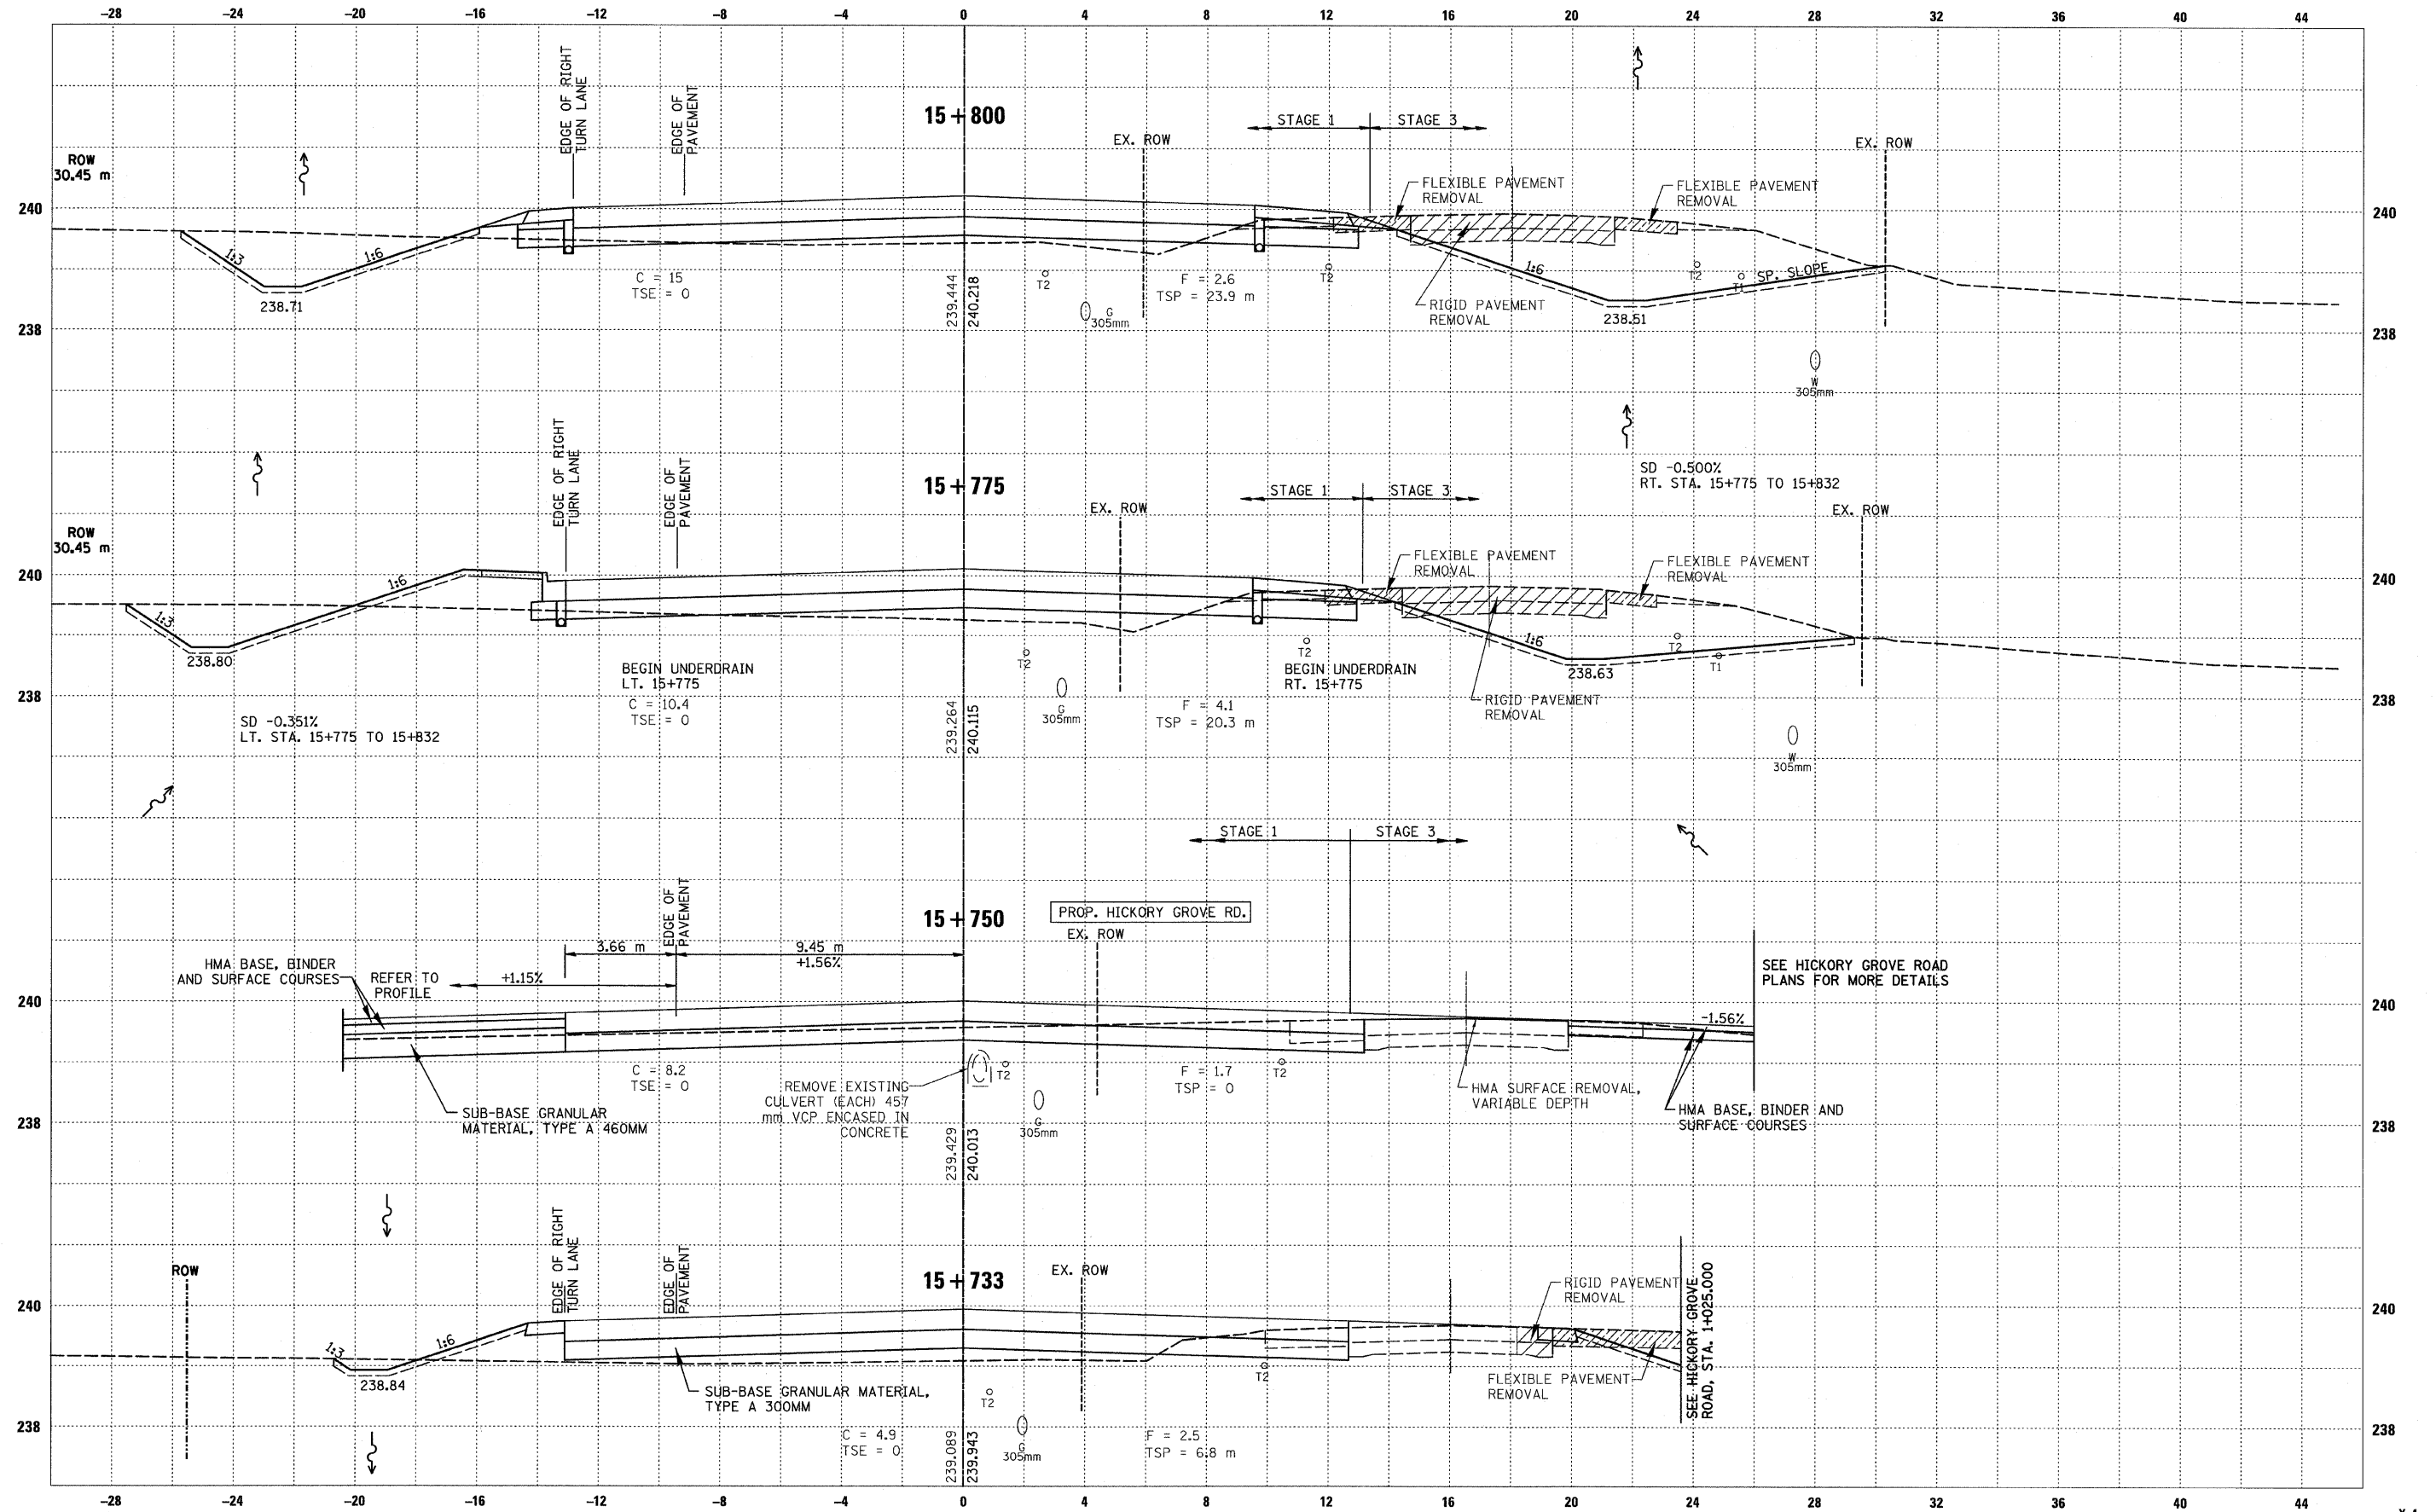 -28 -24 -20 -16 -12 -8 -4 0 4 8 12 16 20 24 28 32 36 40 44
EDGE OF RIGHT
TURN LANE
EDGE OF
PAVEMENT
15+800
STAGE 1
STAGE 3
EX. ROW
EX. ROW
ROW
30.45 m
FLEXIBLE PAVEMENT
REMOVAL
FLEXIBLE PAVEMENT
REMOVAL
240
240
1:3
1:6
238.71
C = 15
TSE = 0
239.444
240.218
T2
G
305mm
F = 2.6
TSP = 23.9 m
T2
1:6
RIGID PAVEMENT
REMOVAL
T2
T1
SP. SLOPE
238.51
238
238
W
305mm
EDGE OF RIGHT
TURN LANE
EDGE OF
PAVEMENT
15+775
STAGE 1
STAGE 3
SD -0.500%
RT. STA. 15+775 TO 15+832
EX. ROW
EX. ROW
ROW
30.45 m
FLEXIBLE PAVEMENT
REMOVAL
FLEXIBLE PAVEMENT
REMOVAL
240
240
1:3
1:6
238.80
BEGIN UNDERDRAIN
LT. 15+775
C = 10.4
TSE = 0
239.264
240.115
T2
G
305mm
T2
BEGIN UNDERDRAIN
RT. 15+775
F = 4.1
TSP = 20.3 m
1:6
RIGID PAVEMENT
REMOVAL
238.63
T2
T1
238
238
SD -0.351%
LT. STA. 15+775 TO 15+832
W
305mm
STAGE 1
STAGE 3
EDGE OF
PAVEMENT
15+750
PROP. HICKORY GROVE RD.
EX. ROW
3.66 m
9.45 m
+1.56%
HMA BASE, BINDER
AND SURFACE COURSES
REFER TO
PROFILE
+1.15%
SEE HICKORY GROVE ROAD
PLANS FOR MORE DETAILS
240
240
-1.56%
C = 8.2
TSE = 0
REMOVE EXISTING
CULVERT (EACH) 457
mm VCP ENCASED IN
CONCRETE
T2
G
305mm
F = 1.7
TSP = 0
T2
HMA SURFACE REMOVAL,
VARIABLE DEPTH
HMA BASE, BINDER AND
SURFACE COURSES
SUB-BASE GRANULAR
MATERIAL, TYPE A 460MM
239.429
240.013
238
238
ROW
EDGE OF RIGHT
TURN LANE
EDGE OF
PAVEMENT
15+733
EX. ROW
RIGID PAVEMENT
REMOVAL
SEE HICKORY GROVE
ROAD, STA. 1+025.000
240
240
1:3
1:6
238.84
SUB-BASE GRANULAR MATERIAL,
TYPE A 300MM
T2
T2
FLEXIBLE PAVEMENT
REMOVAL
238
238
C = 4.9
TSE = 0
239.089
239.943
G
305mm
F = 2.5
TSP = 6.8 m
-28 -24 -20 -16 -12 -8 -4 0 4 8 12 16 20 24 28 32 36 40 44